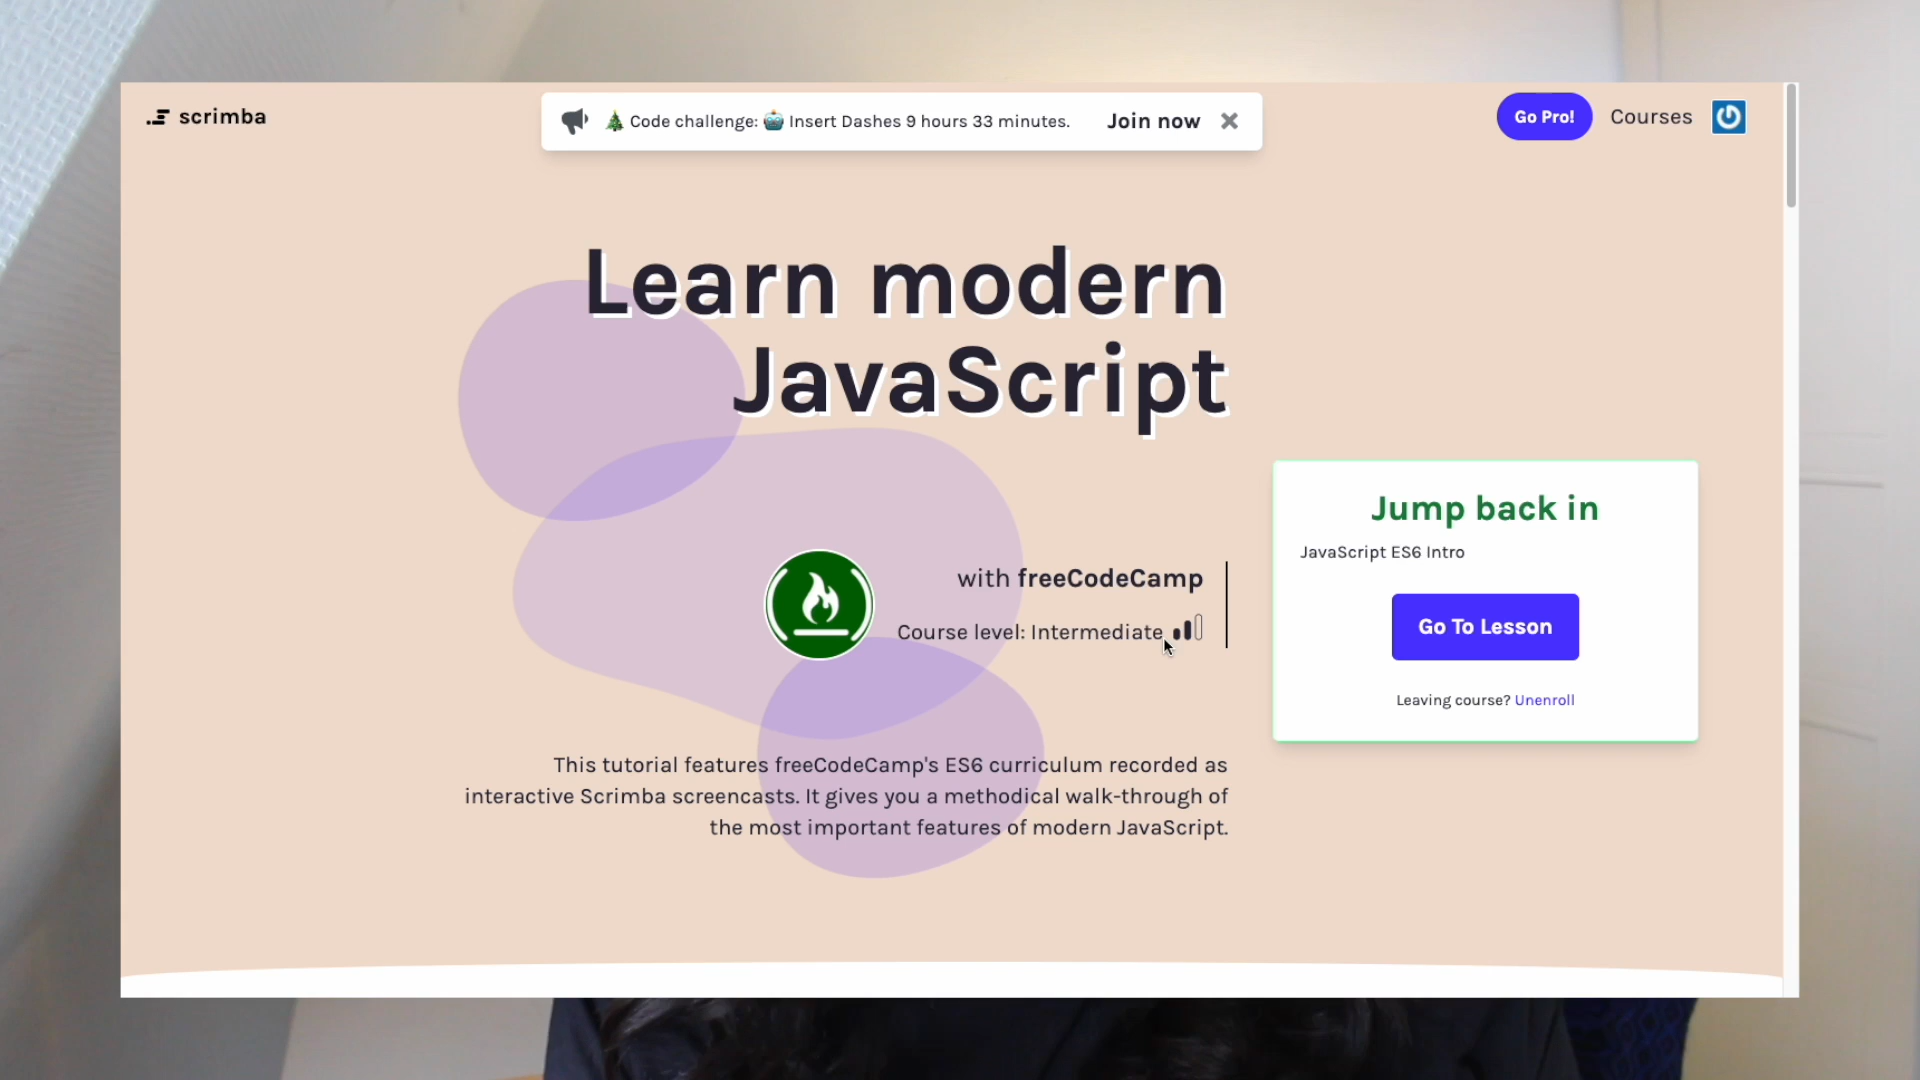 scrimba
Code challenge: Insert Dashes 9 hours 33 minutes.
Join now
Go Pro!
Courses
Learn modern
JavaScript
with freeCodeCamp
Course level: Intermediate
This tutorial features freeCodeCamp's ES6 curriculum recorded as
interactive Scrimba screencasts. It gives you a methodical walk-through of
the most important features of modern JavaScript.
Jump back in
JavaScript ES6 Intro
Go To Lesson
Leaving course? Unenroll